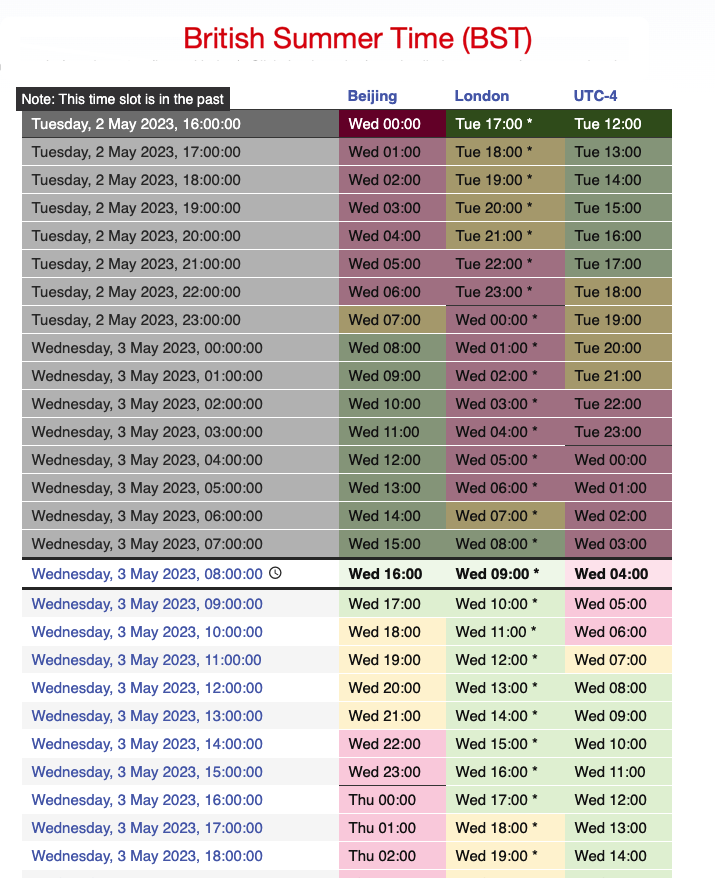 British Summer Time (BST)
Note: This time slot is in the past
Beijing London UTC-4
Tuesday, 2 May 2023, 16:00:00 Wed 00:00 Tue 17:00 * Tue 12:00
Tuesday, 2 May 2023, 17:00:00 Wed 01:00 Tue 18:00 * Tue 13:00
Tuesday, 2 May 2023, 18:00:00 Wed 02:00 Tue 19:00 * Tue 14:00
Tuesday, 2 May 2023, 19:00:00 Wed 03:00 Tue 20:00 * Tue 15:00
Tuesday, 2 May 2023, 20:00:00 Wed 04:00 Tue 21:00 * Tue 16:00
Tuesday, 2 May 2023, 21:00:00 Wed 05:00 Tue 22:00 * Tue 17:00
Tuesday, 2 May 2023, 22:00:00 Wed 06:00 Tue 23:00 * Tue 18:00
Tuesday, 2 May 2023, 23:00:00 Wed 07:00 Wed 00:00 * Tue 19:00
Wednesday, 3 May 2023, 00:00:00 Wed 08:00 Wed 01:00 * Tue 20:00
Wednesday, 3 May 2023, 01:00:00 Wed 09:00 Wed 02:00 * Tue 21:00
Wednesday, 3 May 2023, 02:00:00 Wed 10:00 Wed 03:00 * Tue 22:00
Wednesday, 3 May 2023, 03:00:00 Wed 11:00 Wed 04:00 * Tue 23:00
Wednesday, 3 May 2023, 04:00:00 Wed 12:00 Wed 05:00 * Wed 00:00
Wednesday, 3 May 2023, 05:00:00 Wed 13:00 Wed 06:00 * Wed 01:00
Wednesday, 3 May 2023, 06:00:00 Wed 14:00 Wed 07:00 * Wed 02:00
Wednesday, 3 May 2023, 07:00:00 Wed 15:00 Wed 08:00 * Wed 03:00
Wednesday, 3 May 2023, 08:00:00 Wed 16:00 Wed 09:00 * Wed 04:00
Wednesday, 3 May 2023, 09:00:00 Wed 17:00 Wed 10:00 * Wed 05:00
Wednesday, 3 May 2023, 10:00:00 Wed 18:00 Wed 11:00 * Wed 06:00
Wednesday, 3 May 2023, 11:00:00 Wed 19:00 Wed 12:00 * Wed 07:00
Wednesday, 3 May 2023, 12:00:00 Wed 20:00 Wed 13:00 * Wed 08:00
Wednesday, 3 May 2023, 13:00:00 Wed 21:00 Wed 14:00 * Wed 09:00
Wednesday, 3 May 2023, 14:00:00 Wed 22:00 Wed 15:00 * Wed 10:00
Wednesday, 3 May 2023, 15:00:00 Wed 23:00 Wed 16:00 * Wed 11:00
Wednesday, 3 May 2023, 16:00:00 Thu 00:00 Wed 17:00 * Wed 12:00
Wednesday, 3 May 2023, 17:00:00 Thu 01:00 Wed 18:00 * Wed 13:00
Wednesday, 3 May 2023, 18:00:00 Thu 02:00 Wed 19:00 * Wed 14:00